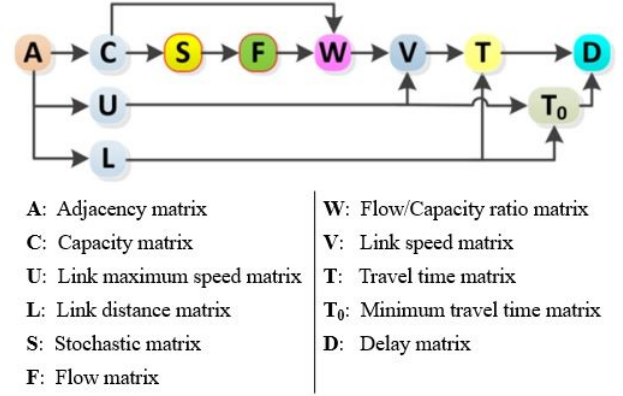 A C S F W V T D
U T₀
L
A: Adjacency matrix
C: Capacity matrix
U: Link maximum speed matrix
L: Link distance matrix
S: Stochastic matrix
F: Flow matrix
W: Flow/Capacity ratio matrix
V: Link speed matrix
T: Travel time matrix
T₀: Minimum travel time matrix
D: Delay matrix